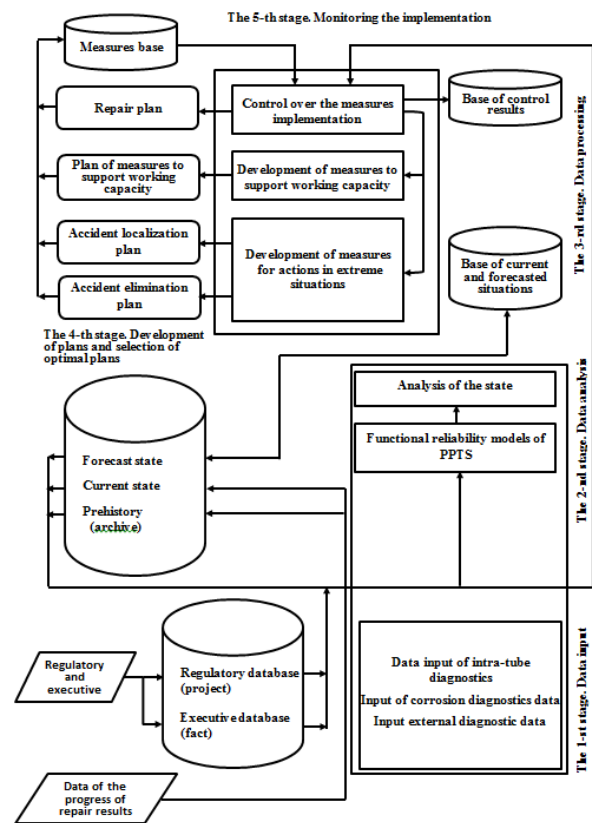 The 5-th stage. Monitoring the implementation
Measures base
Repair plan
Control over the measures
implementation
Base of control
results
Plan of measures to
support working
capacity
Development of measures to
support working capacity
Accident localization
plan
Accident elimination
plan
Development of measures
for actions in extreme
situations
Base of current
and forecasted
situations
The 3-rd stage. Data processing
The 4-th stage. Development
of plans and selection of
optimal plans
Analysis of the state
Functional reliability models of
PPTS
The 2-nd stage. Data analysis
Forecast state
Current state
Prehistory
(archive)
Regulatory
and
executive
Regulatory database
(project)
Executive database
(fact)
Data input of intra-tube
diagnostics
Input of corrosion diagnostics data
Input external diagnostic data
The 1-st stage. Data input
Data of the
progress of
repair results